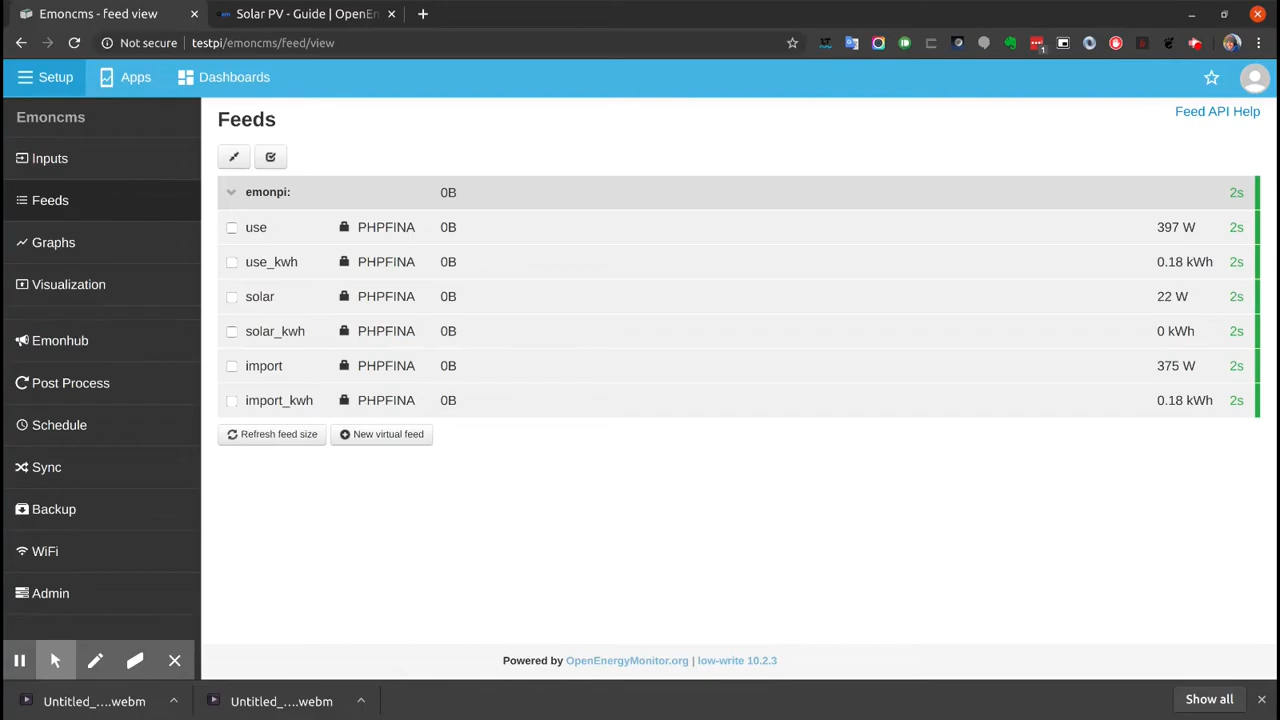 Emoncms - feed view
Solar PV - Guide | OpenEn
Not secure
testpi/emoncms/feed/view
1
Setup
Apps
Dashboards
Emoncms
Inputs
Feeds
Graphs
Visualization
Emonhub
Post Process
Schedule
Sync
Backup
WiFi
Admin
Feeds
Feed API Help
emonpi: 0B 2s
use PHPFINA 0B 397 W 2s
use_kwh PHPFINA 0B 0.18 kWh 2s
solar PHPFINA 0B 22 W 2s
solar_kwh PHPFINA 0B 0 kWh 2s
import PHPFINA 0B 375 W 2s
import_kwh PHPFINA 0B 0.18 kWh 2s
Refresh feed size
New virtual feed
Powered by OpenEnergyMonitor.org | low-write 10.2.3
Untitled_....webm
Untitled_....webm
Show all